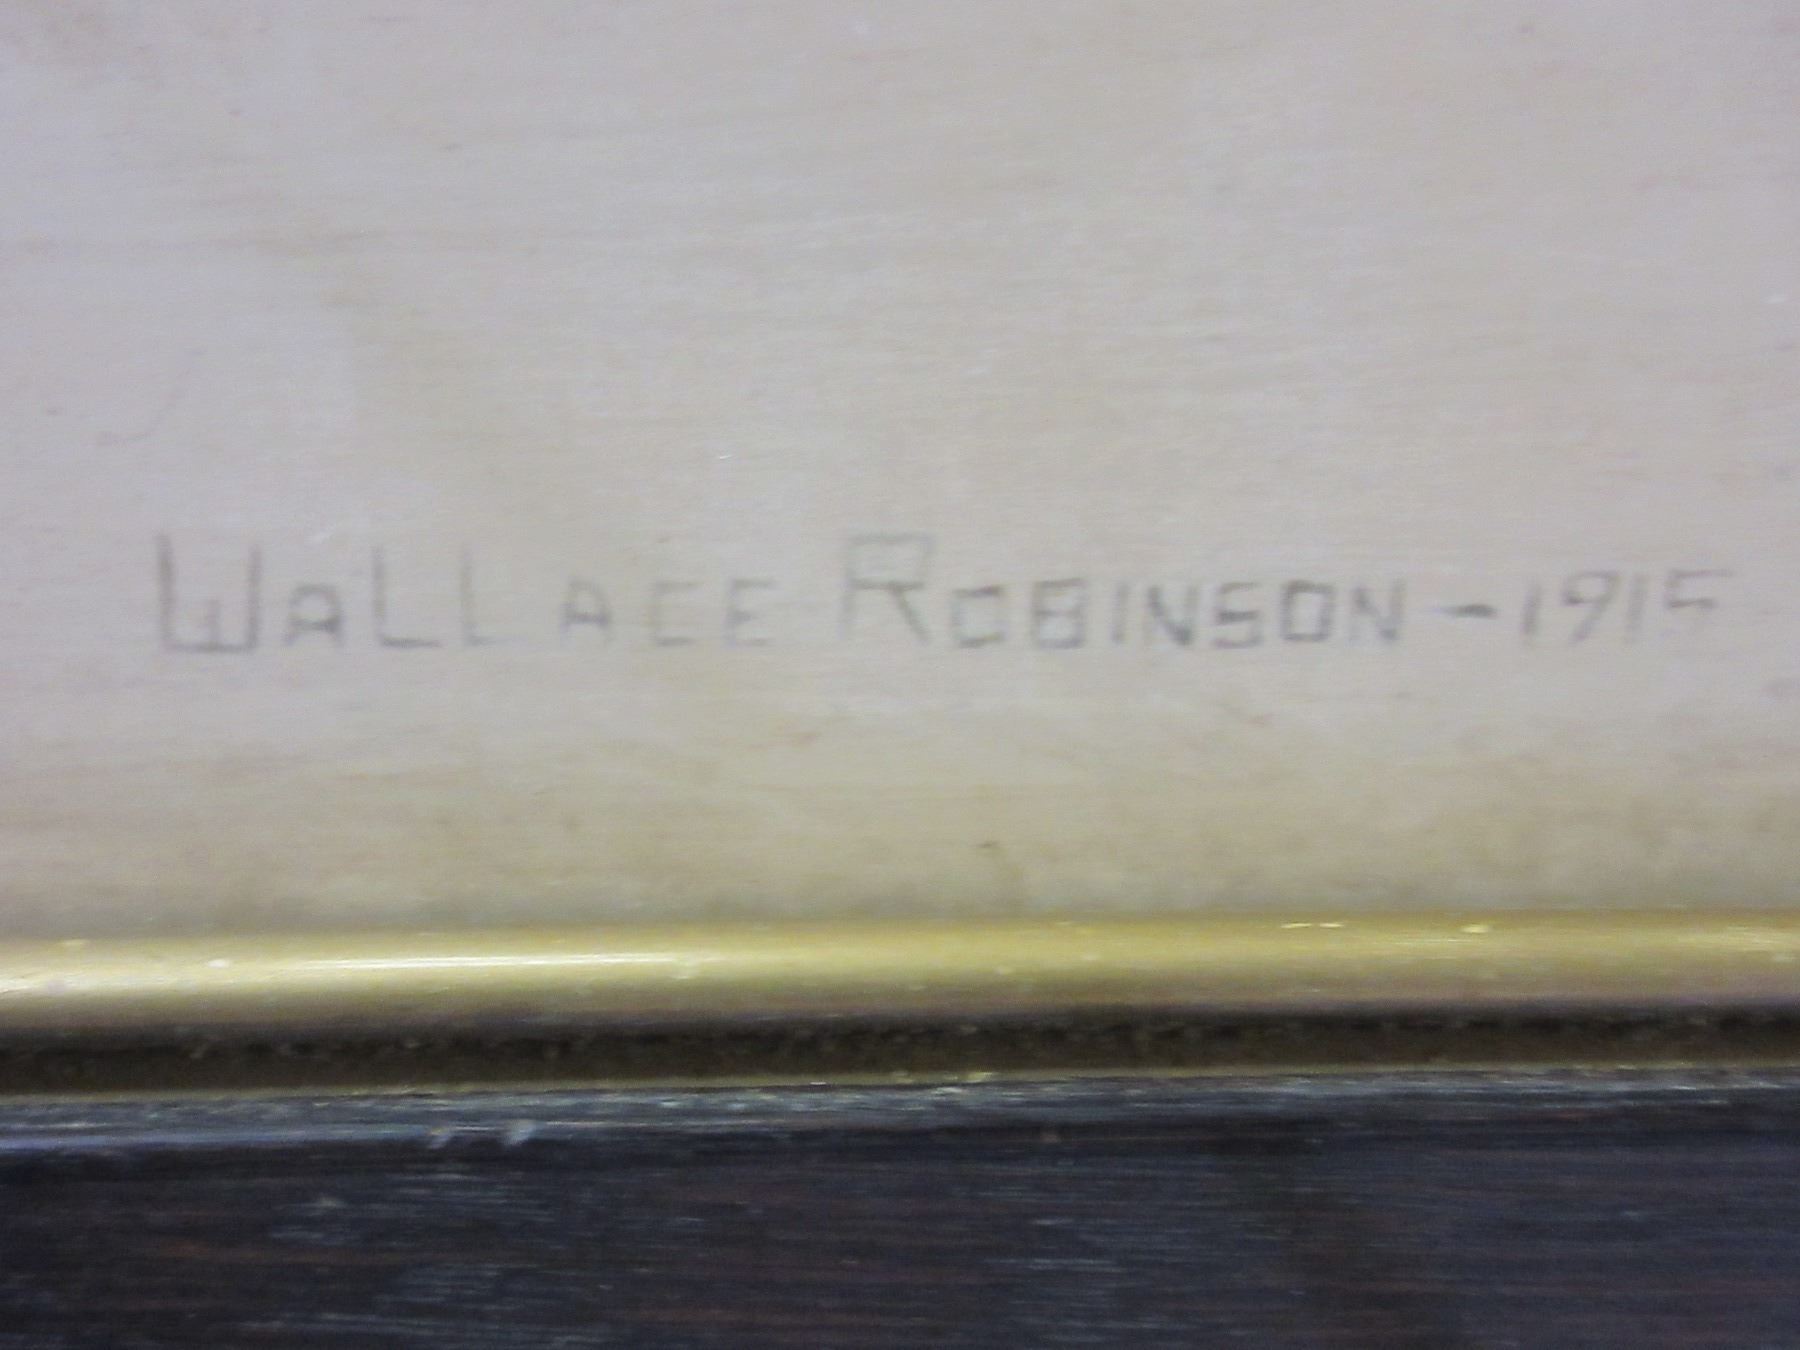 WALLACE ROBINSON - 1915